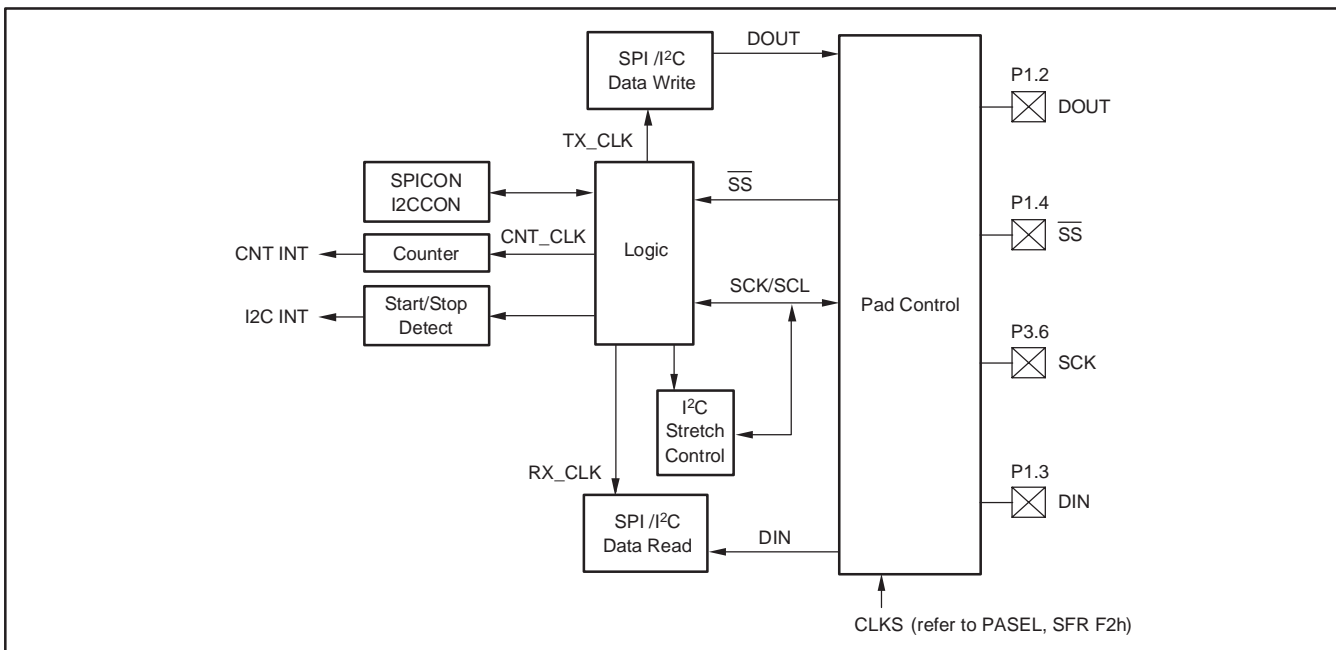 DOUT
SPI /I²C
Data Write
P1.2
DOUT
TX_CLK
SPICON
I2CCON
SS
P1.4
SS
CNT_CLK
CNT INT
Counter
Logic
SCK/SCL
Pad Control
I2C INT
Start/Stop
Detect
P3.6
SCK
I²C
Stretch
Control
RX_CLK
P1.3
DIN
SPI /I²C
Data Read
DIN
CLKS (refer to PASEL, SFR F2h)